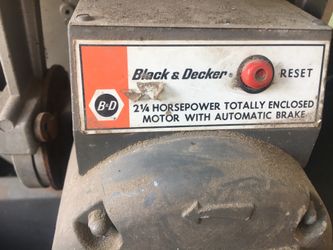 Black & Decker®
RESET
B&D
2¼ HORSEPOWER TOTALLY ENCLOSED
MOTOR WITH AUTOMATIC BRAKE